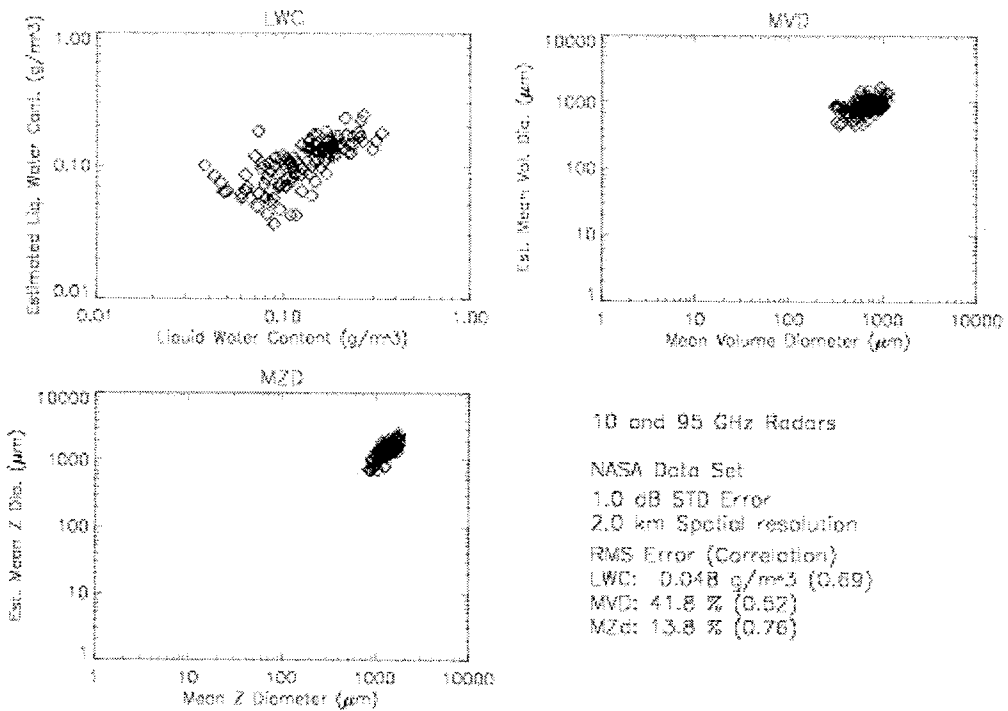 LWC
Estimated Liq. Water Cont. (g/m^3)
1.00
0.10
0.01
0.01 0.10 1.00
Liquid Water Content (g/m^3)
MVD
Est. Mean Vol. Dia. (μm)
10000
1000
100
10
1
1 10 100 1000 10000
Mean Volume Diameter (μm)
MZD
Est. Mean Z Dia. (μm)
10000
1000
100
10
1
1 10 100 1000 10000
Mean Z Diameter (μm)
10 and 95 GHz Radars
NASA Data Set
1.0 dB STD Error
2.0 km Spatial resolution
RMS Error (Correlation)
LWC: 0.048 g/m^3 (0.69)
MVD: 41.8 % (0.52)
MZd: 13.8 % (0.76)